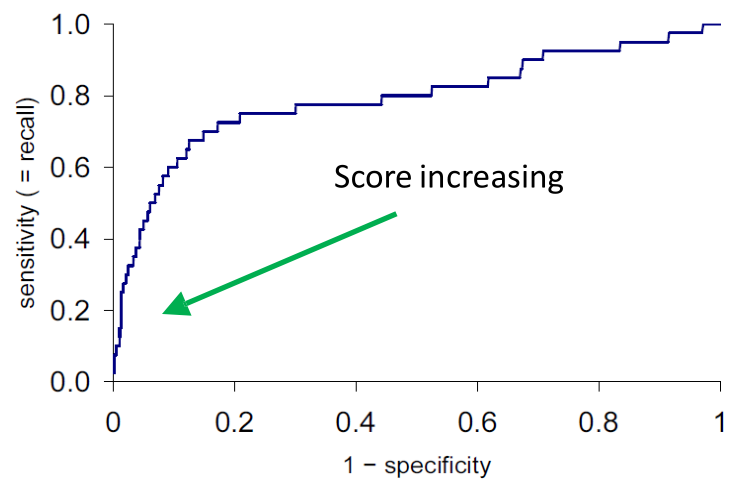 1.0
0.8
0.6
0.4
0.2
0.0
sensitivity ( = recall)
Score increasing
0 0.2 0.4 0.6 0.8 1
1 − specificity